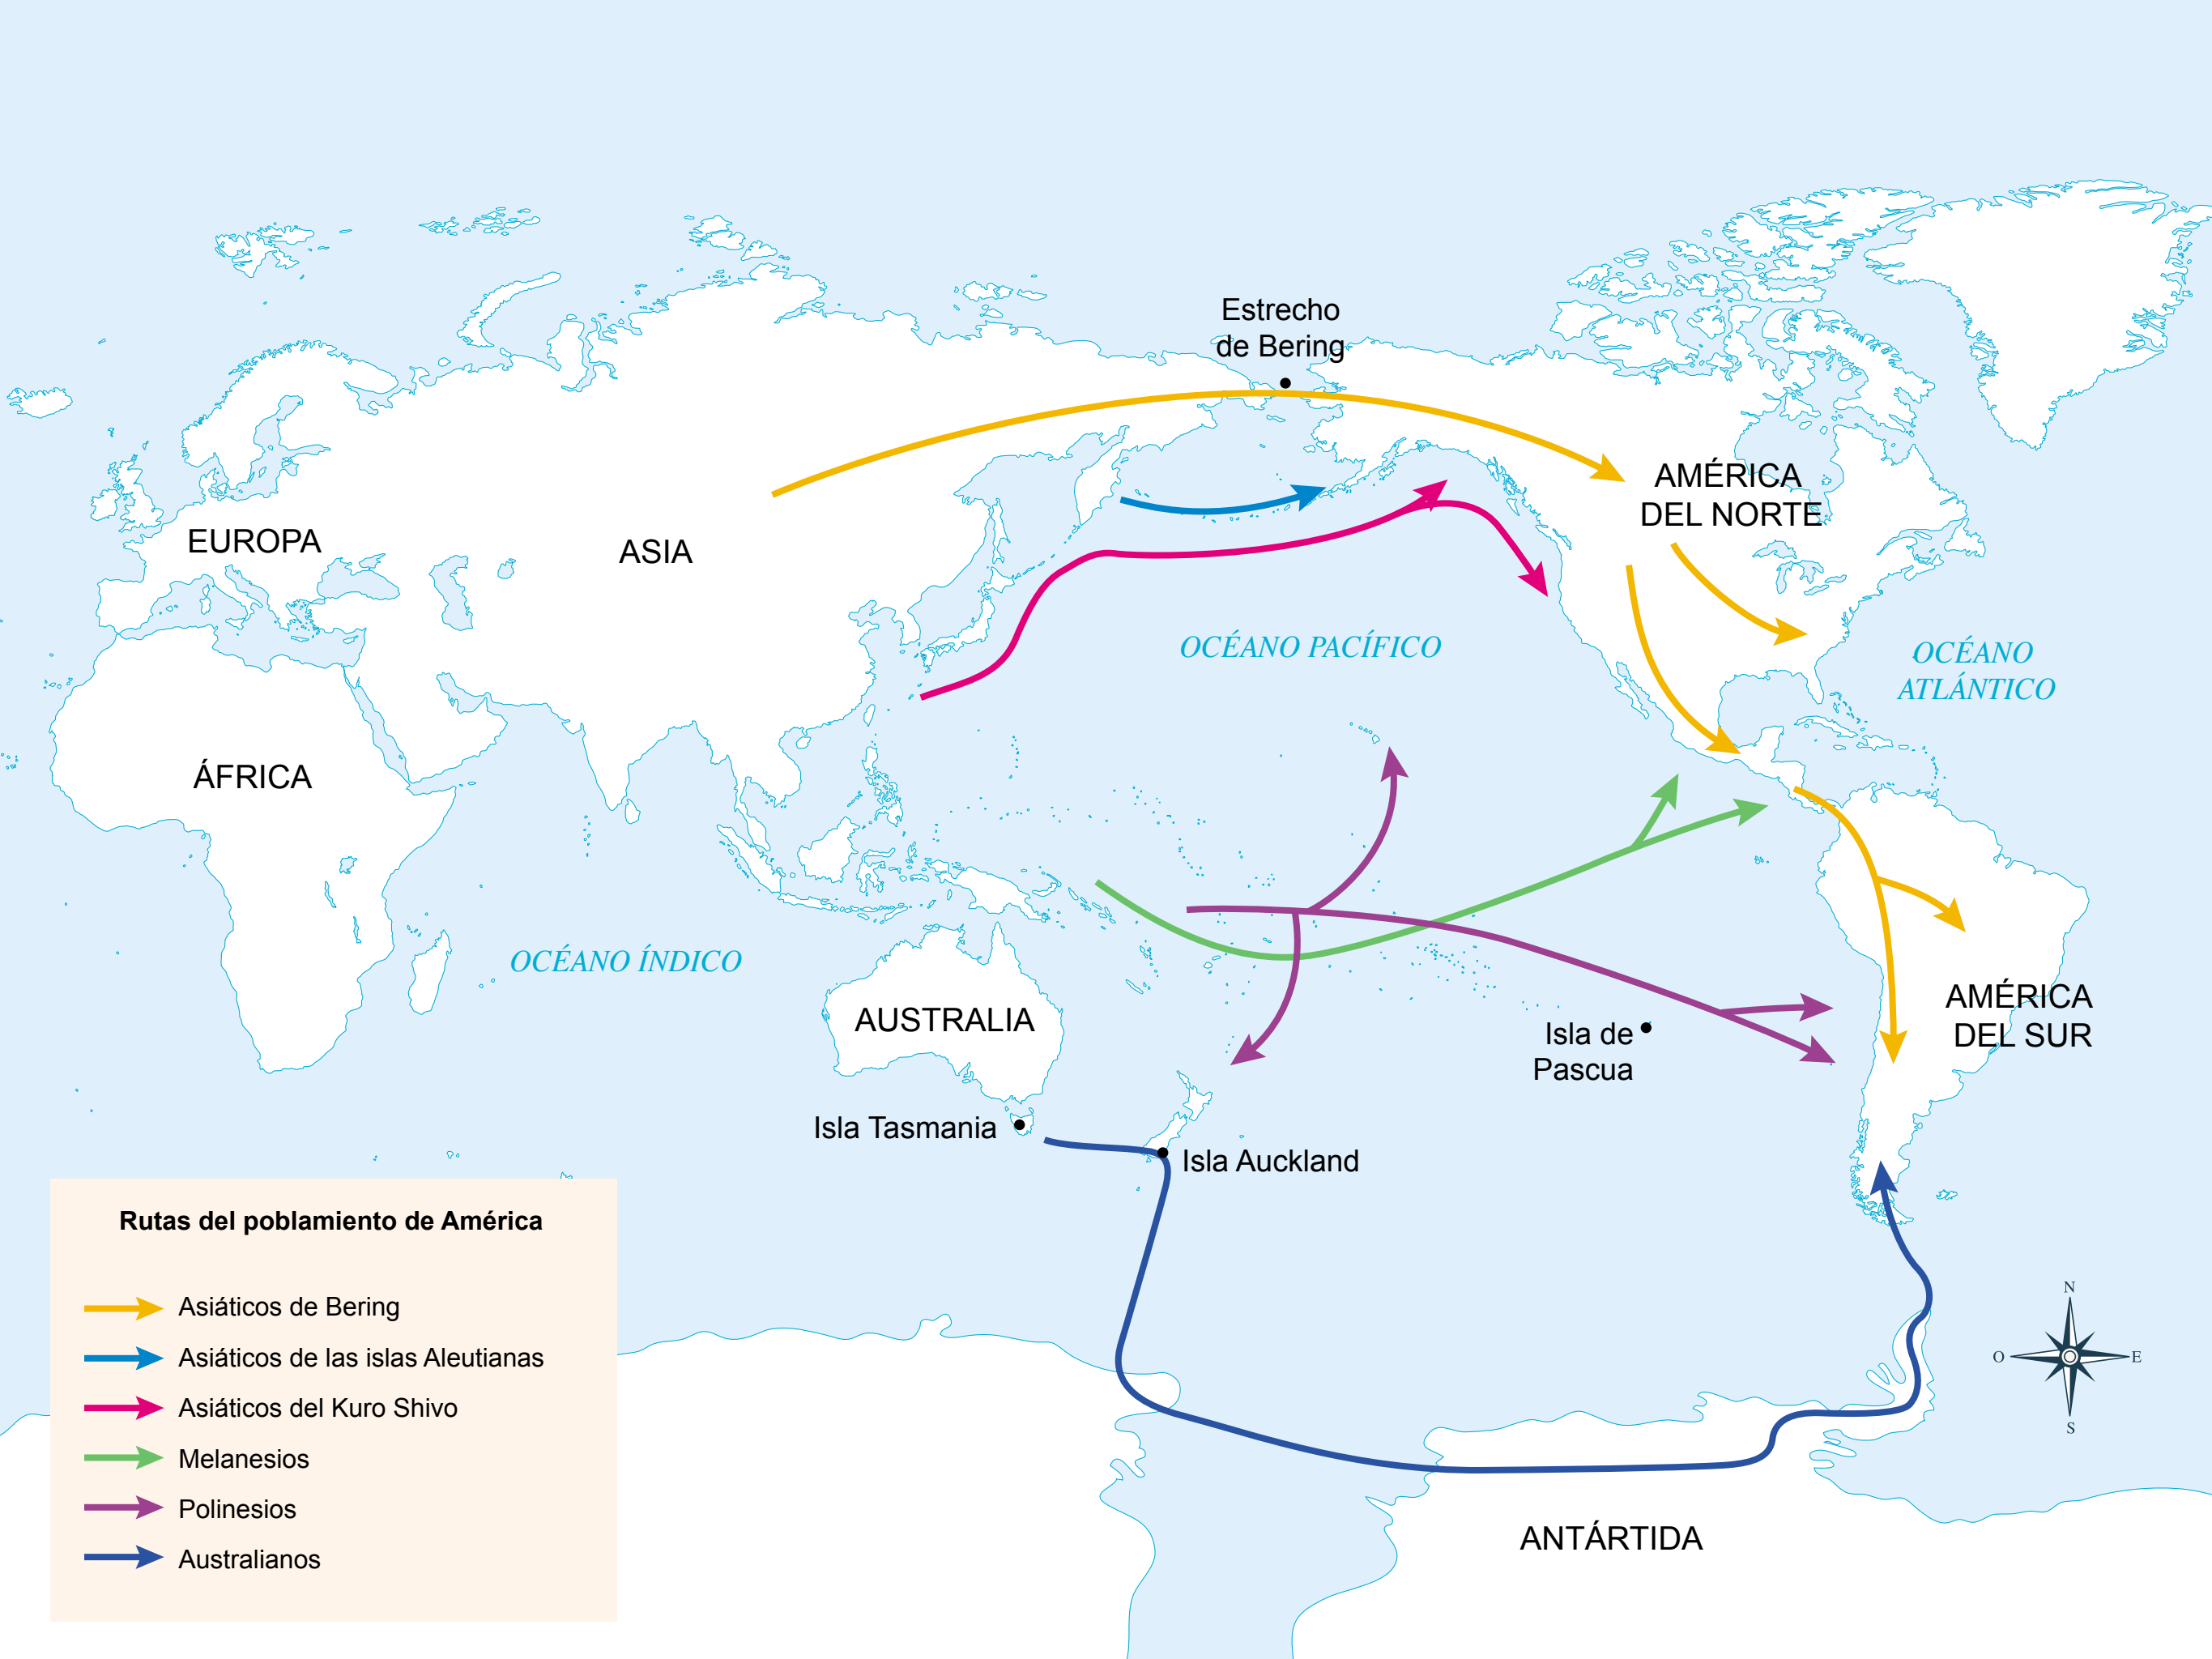 Estrecho
de Bering
AMÉRICA
DEL NORTE
EUROPA
ASIA
OCÉANO PACÍFICO
OCÉANO
ATLÁNTICO
ÁFRICA
OCÉANO ÍNDICO
AUSTRALIA
AMÉRICA
DEL SUR
Isla de
Pascua
Isla Tasmania
Isla Auckland
Rutas del poblamiento de América
Asiáticos de Bering
Asiáticos de las islas Aleutianas
Asiáticos del Kuro Shivo
Melanesios
Polinesios
Australianos
N
O
E
S
ANTÁRTIDA